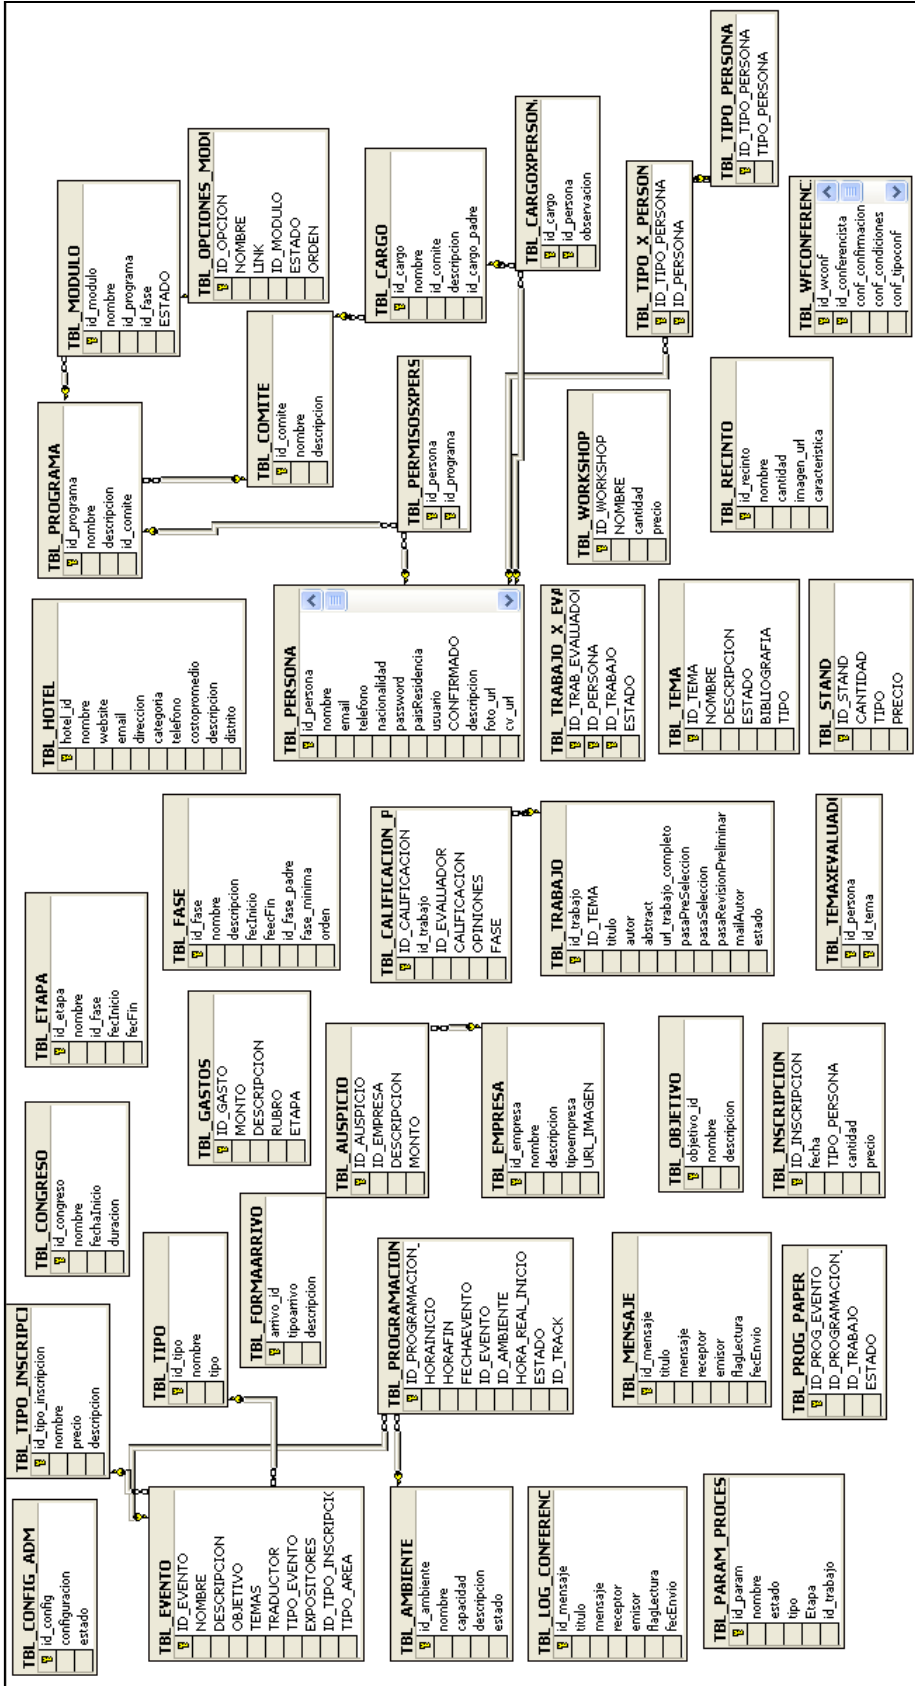 TBL_CONFIG_ADM
id_config
configuracion
estado
TBL_TIPO_INSCRIPCI
id_tipo_inscripcion
nombre
precio
descripcion
TBL_CONGRESO
id_congreso
nombre
fechaInicio
duracion
TBL_ETAPA
id_etapa
nombre
id_fase
fecInicio
fecFin
TBL_HOTEL
hotel_id
nombre
website
email
direccion
categoria
telefono
costopromedio
descripcion
distrito
TBL_PROGRAMA
id_programa
nombre
descripcion
id_comite
TBL_MODULO
id_modulo
nombre
id_programa
id_fase
ESTADO
TBL_EVENTO
ID_EVENTO
NOMBRE
DESCRIPCION
OBJETIVO
TEMAS
TRADUCTOR
TIPO_EVENTO
EXPOSITORES
ID_TIPO_INSCRIPCIO
TIPO_AREA
TBL_TIPO
id_tipo
nombre
tipo
TBL_FORMAARRIVO
arrivo_id
tipoarrivo
descripcion
TBL_GASTOS
ID_GASTO
MONTO
DESCRIPCION
RUBRO
ETAPA
TBL_FASE
id_fase
nombre
descripcion
fecInicio
feecFin
id_fase_padre
fase_minima
orden
TBL_COMITE
id_comite
nombre
descripcion
TBL_OPCIONES_MODU
ID_OPCION
NOMBRE
LINK
ID_MODULO
ESTADO
ORDEN
TBL_PERSONA
id_persona
nombre
email
telefono
nacionalidad
password
paisResidencia
usuario
CONFIRMADO
descripcion
foto_url
cv_url
TBL_PERMISOSXPERS
id_persona
id_programa
TBL_CARGO
id_cargo
nombre
id_comite
descripcion
id_cargo_padre
TBL_AMBIENTE
id_ambiente
nombre
capacidad
descripcion
estado
TBL_PROGRAMACION
ID_PROGRAMACION_
HORAINICIO
HORAFIN
FECHAEVENTO
ID_EVENTO
ID_AMBIENTE
HORA_REAL_INICIO
ESTADO
ID_TRACK
TBL_AUSPICIO
ID_AUSPICIO
ID_EMPRESA
DESCRIPCION
MONTO
TBL_CALIFICACION_P
ID_CALIFICACION
id_trabajo
ID_EVALUADOR
CALIFICACION
OPINIONES
FASE
TBL_EMPRESA
id_empresa
nombre
descripcion
tipoempresa
URL_IMAGEN
TBL_CARGOXPERSONA
id_cargo
id_persona
observacion
TBL_LOG_CONFERENC
id_mensaje
titulo
mensaje
receptor
emisor
flagLectura
fecEnvio
TBL_TRABAJO
id_trabajo
ID_TEMA
titulo
autor
abstract
url_trabajo_completo
pasaPreSeleccion
pasaSeleccion
pasaRevisionPreliminar
mailAutor
estado
TBL_TRABAJO_X_EVA
ID_TRAB_EVALUADOI
ID_PERSONA
ID_TRABAJO
ESTADO
TBL_WORKSHOP
ID_WORKSHOP
NOMBRE
cantidad
precio
TBL_TIPO_X_PERSON
ID_TIPO_PERSONA
ID_PERSONA
TBL_TIPO_PERSONA
ID_TIPO_PERSONA
TIPO_PERSONA
TBL_MENSAJE
id_mensaje
titulo
mensaje
receptor
emisor
flagLectura
fecEnvio
TBL_OBJETIVO
objetivo_id
nombre
descripcion
TBL_TEMA
ID_TEMA
NOMBRE
DESCRIPCION
ESTADO
BIBLIOGRAFIA
TIPO
TBL_RECINTO
id_recinto
nombre
cantidad
imagen_url
caracteristica
TBL_PARAM_PROCES
id_param
nombre
estado
tipo
Etapa
id_trabajo
TBL_PROG_PAPER
ID_PROG_EVENTO
ID_PROGRAMACION_
ID_TRABAJO
ESTADO
TBL_INSCRIPCION
ID_INSCRIPCION
fecha
TIPO_PERSONA
cantidad
precio
TBL_TEMAXEVALUADO
id_persona
id_tema
TBL_STAND
ID_STAND
CANTIDAD
TIPO
PRECIO
TBL_WFCONFERENC
id_wconf
id_conferencista
conf_confirmacion
conf_condiciones
conf_tipoconf